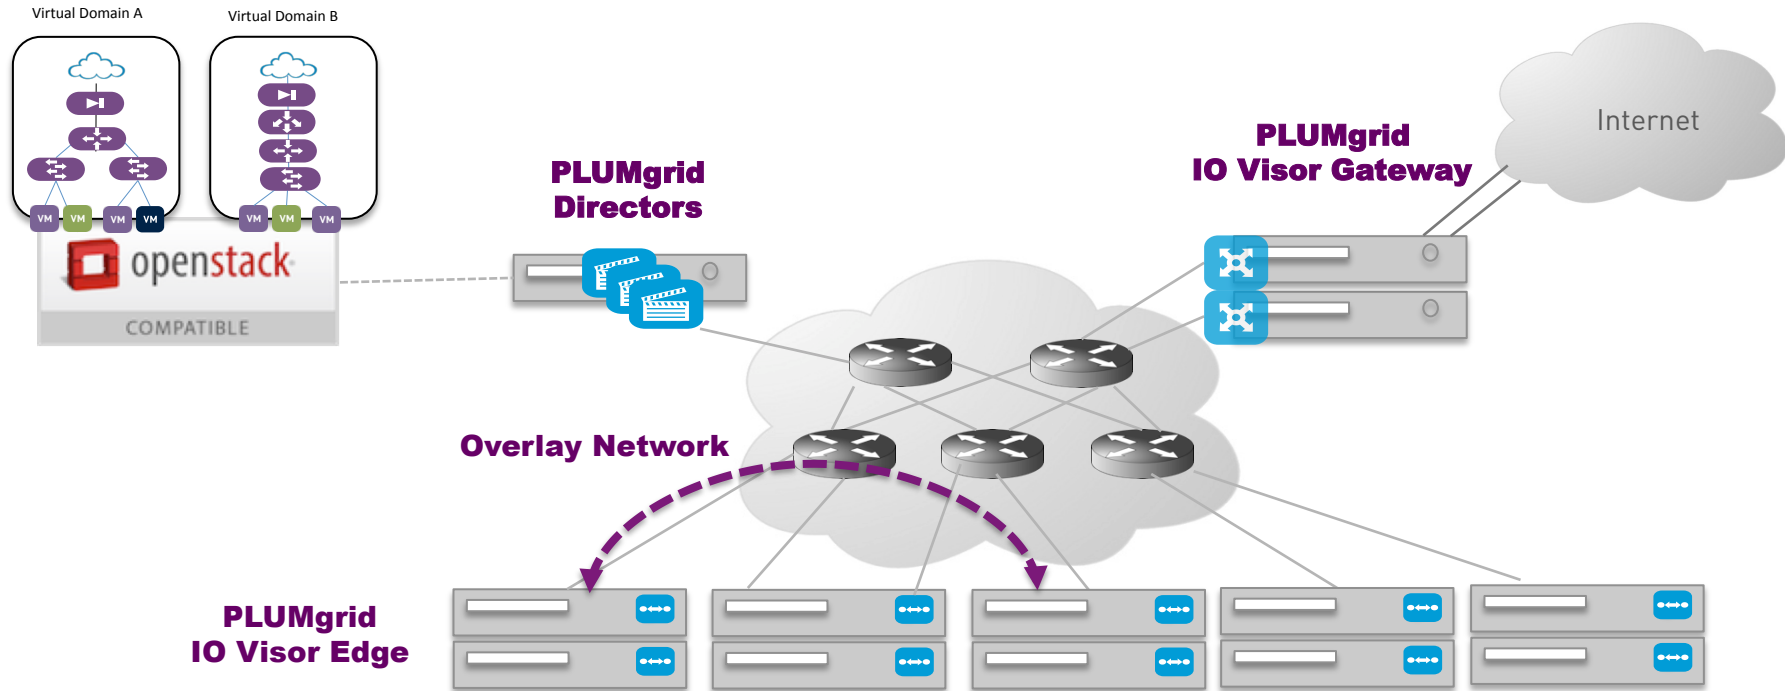 Virtual Domain A
Virtual Domain B
VM
VM
VM
VM
VM
VM
VM
openstack
COMPATIBLE
PLUMgrid
Directors
PLUMgrid
IO Visor Gateway
Internet
Overlay Network
PLUMgrid
IO Visor Edge